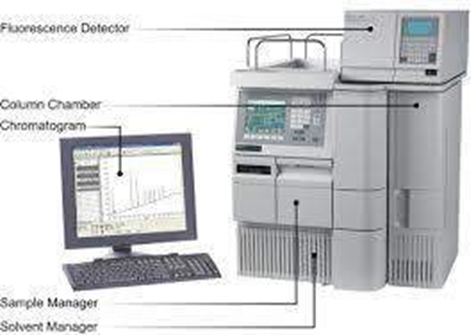 Fluorescence Detector
Column Chamber
Chromatogram
Sample Manager
Solvent Manager